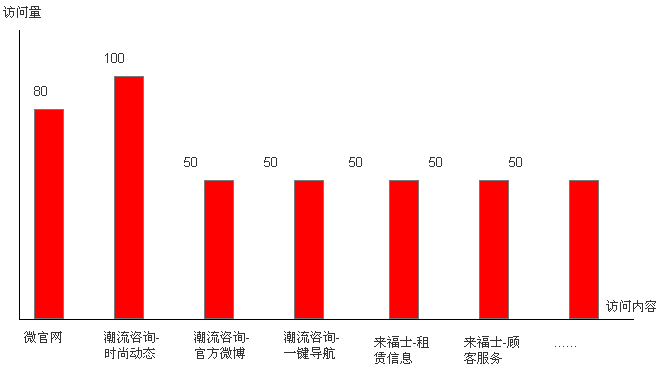 访问量
100
80
50
50
50
50
50
访问内容
微官网
潮流咨询-
时尚动态
潮流咨询-
官方微博
潮流咨询-
一键导航
来福士-租
赁信息
来福士-顾
客服务
……